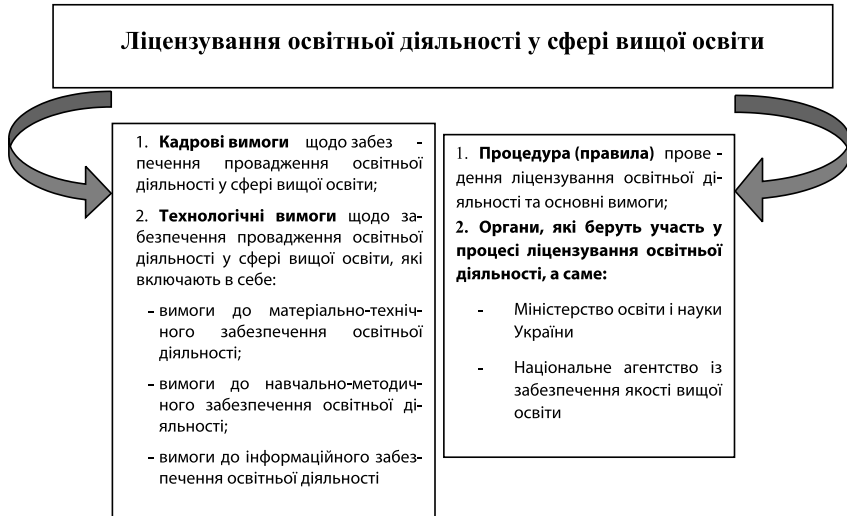 Ліцензування освітньої діяльності у сфері вищої освіти
1. Кадрові вимоги щодо забез -
печення провадження освітньої
діяльності у сфері вищої освіти;
2. Технологічні вимоги щодо за-
безпечення провадження освітньої
діяльності у сфері вищої освіти, які
включають в себе:
- вимоги до матеріально-техніч-
ного забезпечення освітньої
діяльності;
- вимоги до навчально-методич-
ного забезпечення освітньої ді-
яльності;
- вимоги до інформаційного забез-
печення освітньої діяльності
1. Процедура (правила) прове -
дення ліцензування освітньої ді-
яльності та основні вимоги;
2. Органи, які беруть участь у
процесі ліцензування освітньої
діяльності, а саме:
- Міністерство освіти і науки
України
- Національне агентство із
забезпечення якості вищої
освіти